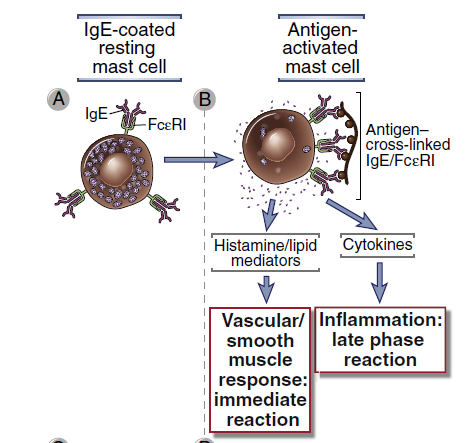 IgE-coated
resting
mast cell
Antigen-
activated
mast cell
A
B
IgE
FcεRI
Antigen–
cross-linked
IgE/FcεRI
Histamine/lipid
mediators
Cytokines
Vascular/
smooth
muscle
response:
immediate
reaction
Inflammation:
late phase
reaction